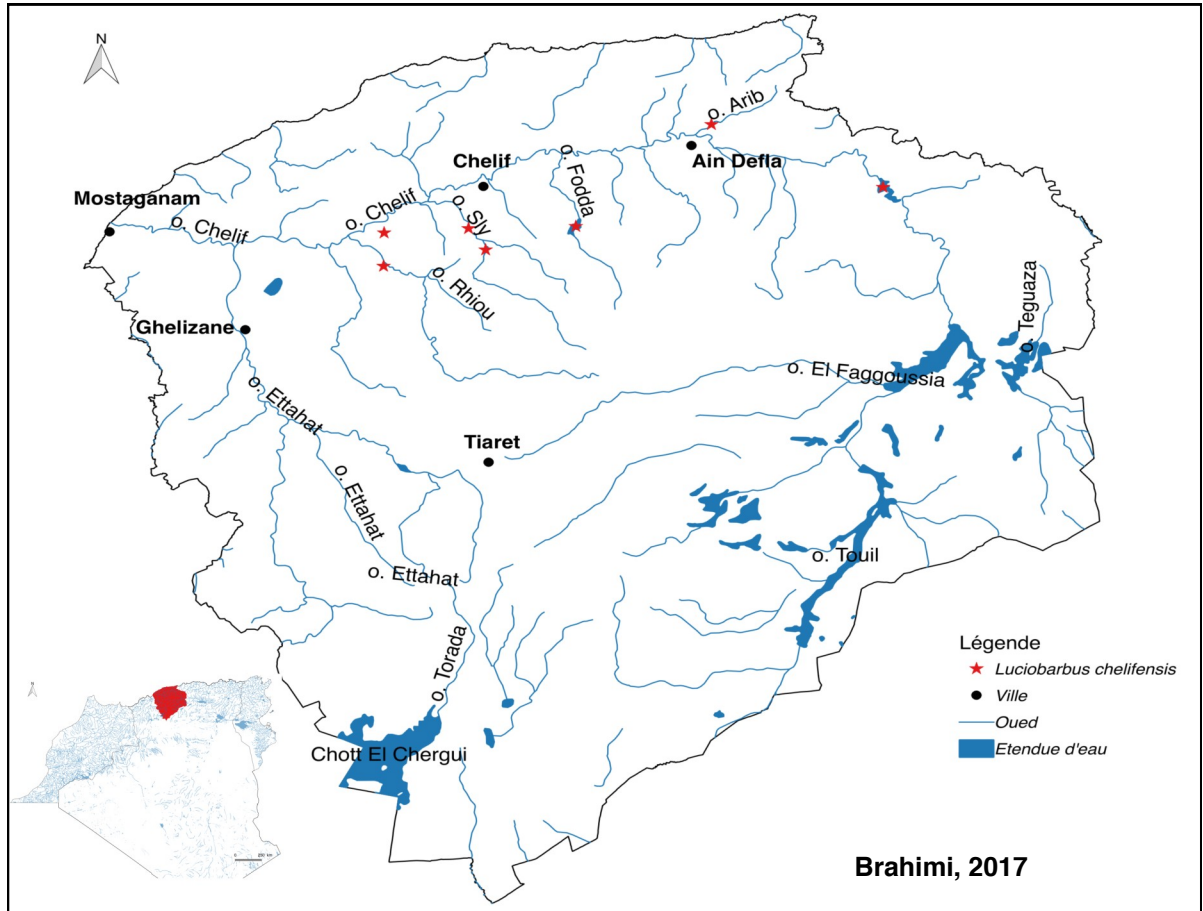 N
o. Arib
Chelif
o. Fodda
Ain Defla
Mostaganam
o. Chelif
o. Chelif
o. Sly
o. Rhiou
o. Teguaza
Ghelizane
o. El Faggoussia
o. Ettahat
Tiaret
o. Ettahat
o. Touil
o. Ettahat
o. Torada
Chott El Chergui
Légende
Luciobarbus chelifensis
Ville
Oued
Etendue d'eau
N
Brahimi, 2017